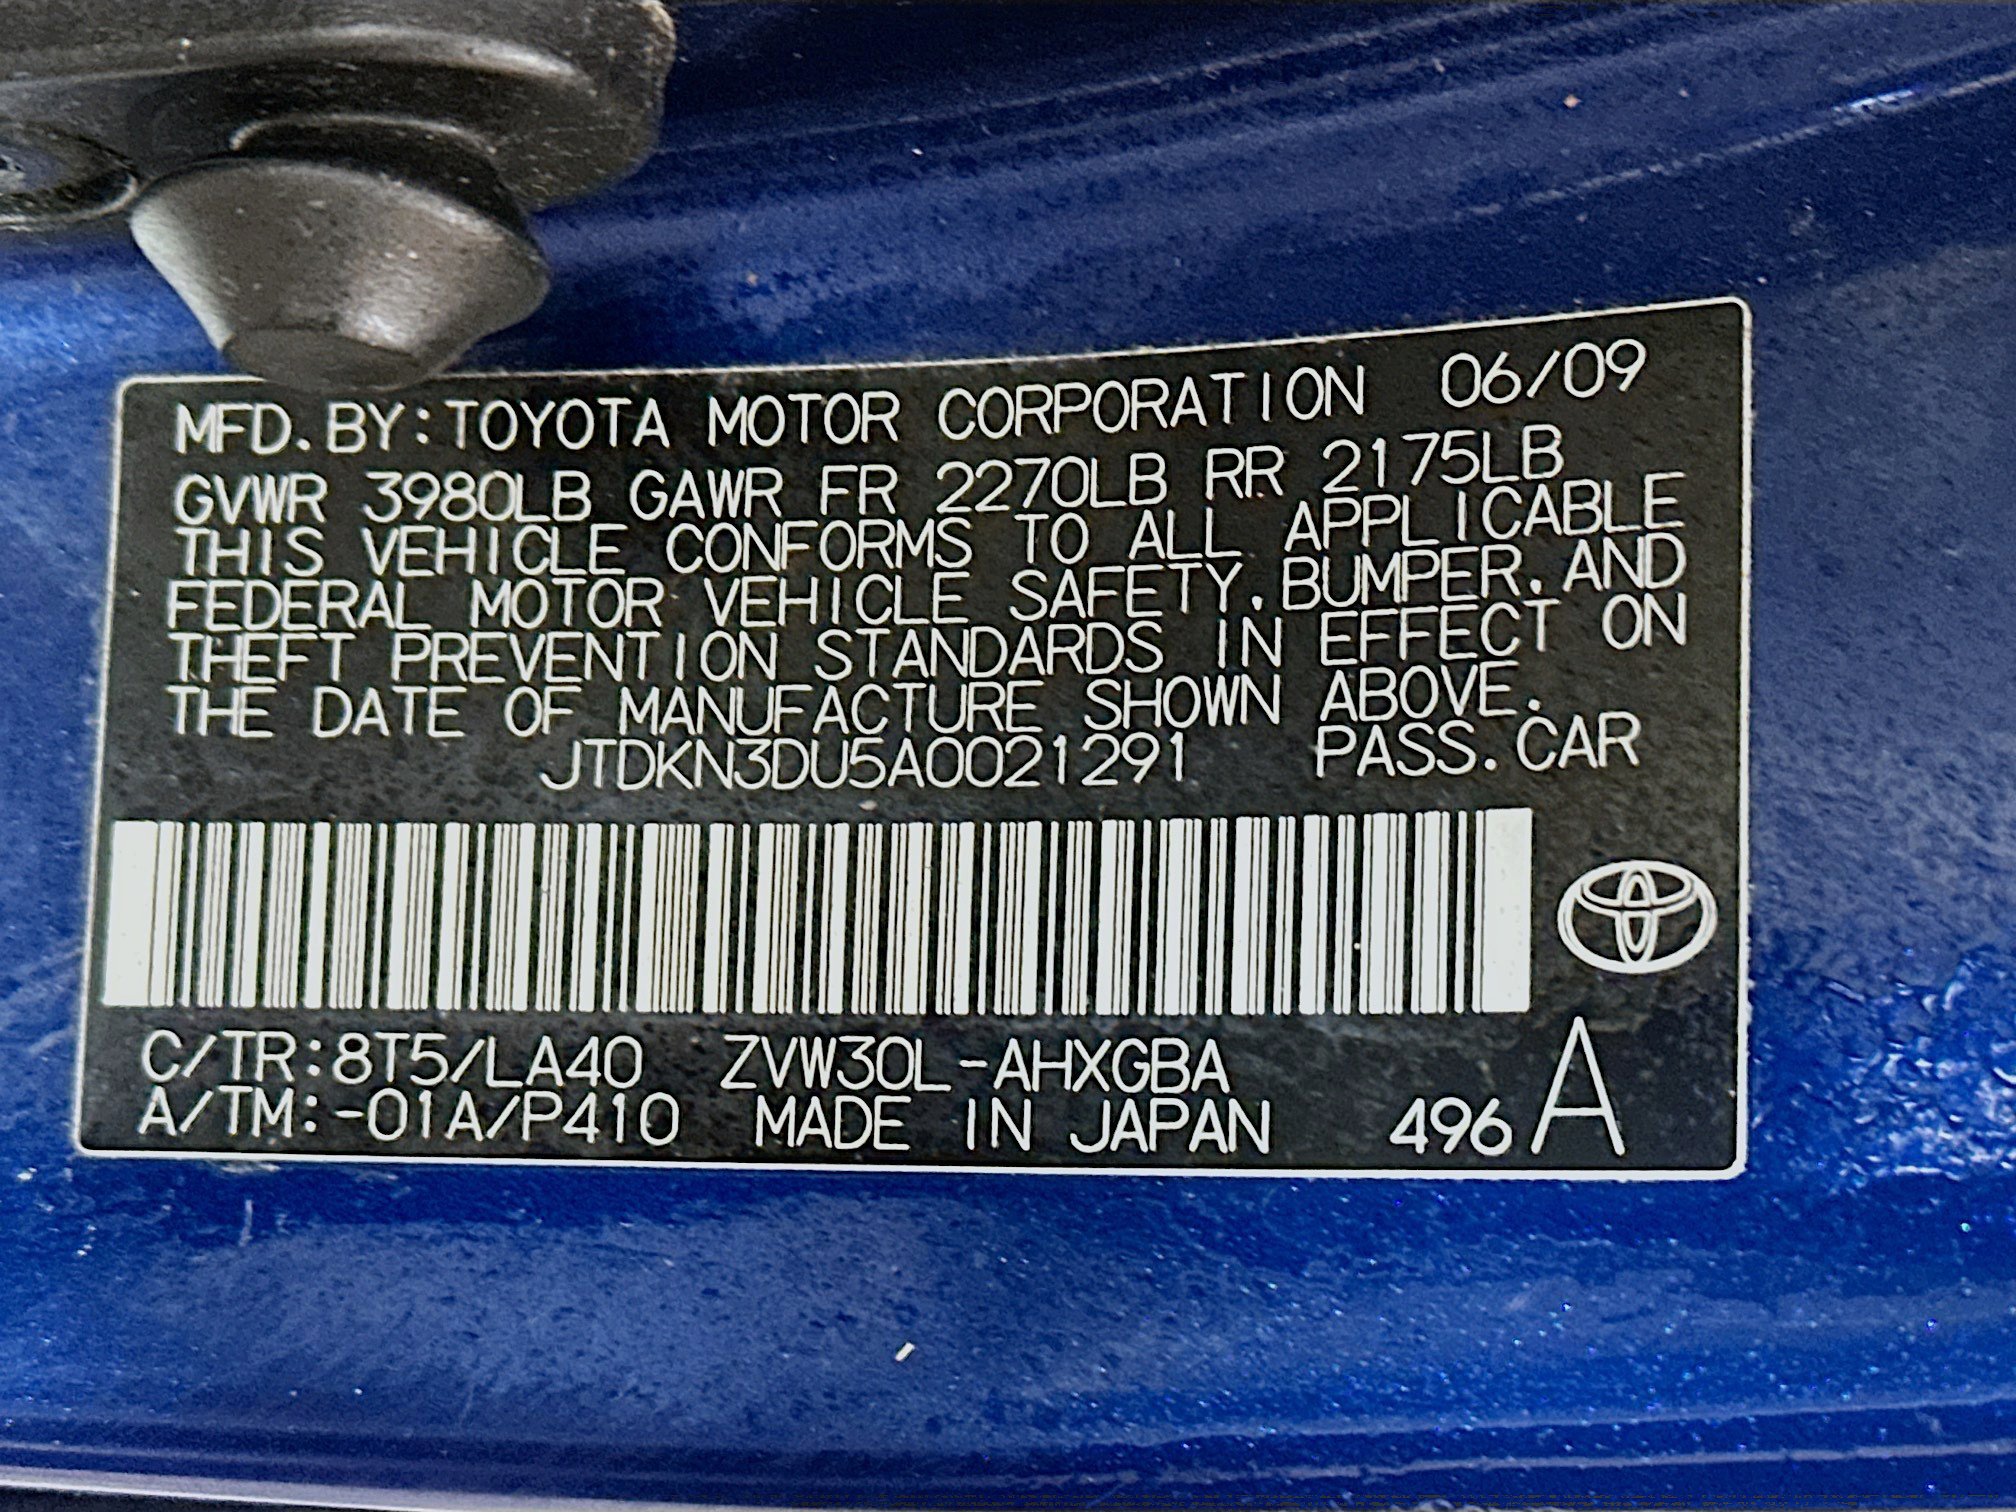 MFD.BY:TOYOTA MOTOR CORPORATION 06/09
GVWR 3980LB GAWR FR 2270LB RR 2175LB
THIS VEHICLE CONFORMS TO ALL APPLICABLE
FEDERAL MOTOR VEHICLE SAFETY,BUMPER,AND
THEFT PREVENTION STANDARDS IN EFFECT ON
THE DATE OF MANUFACTURE SHOWN ABOVE.
JTDKN3DU5A0021291 PASS.CAR
C/TR:8T5/LA40 ZVW30L-AHXGBA
A/TM:-01A/P410 MADE IN JAPAN 496 A